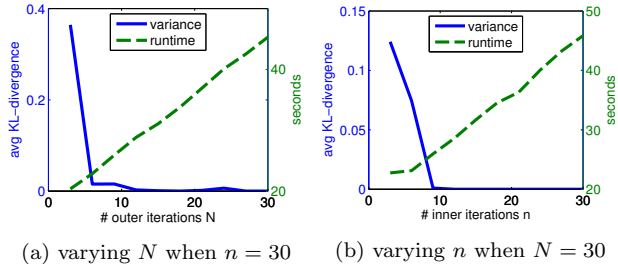 0.4
0.2
0
avg KL−divergence
variance
runtime
40
20
seconds
0 10 20 30
# outer iterations N
(a) varying N when n = 30
0.15
0.1
0.05
0
avg KL−divergence
variance
runtime
50
40
30
20
seconds
0 10 20 30
# inner iterations n
(b) varying n when N = 30